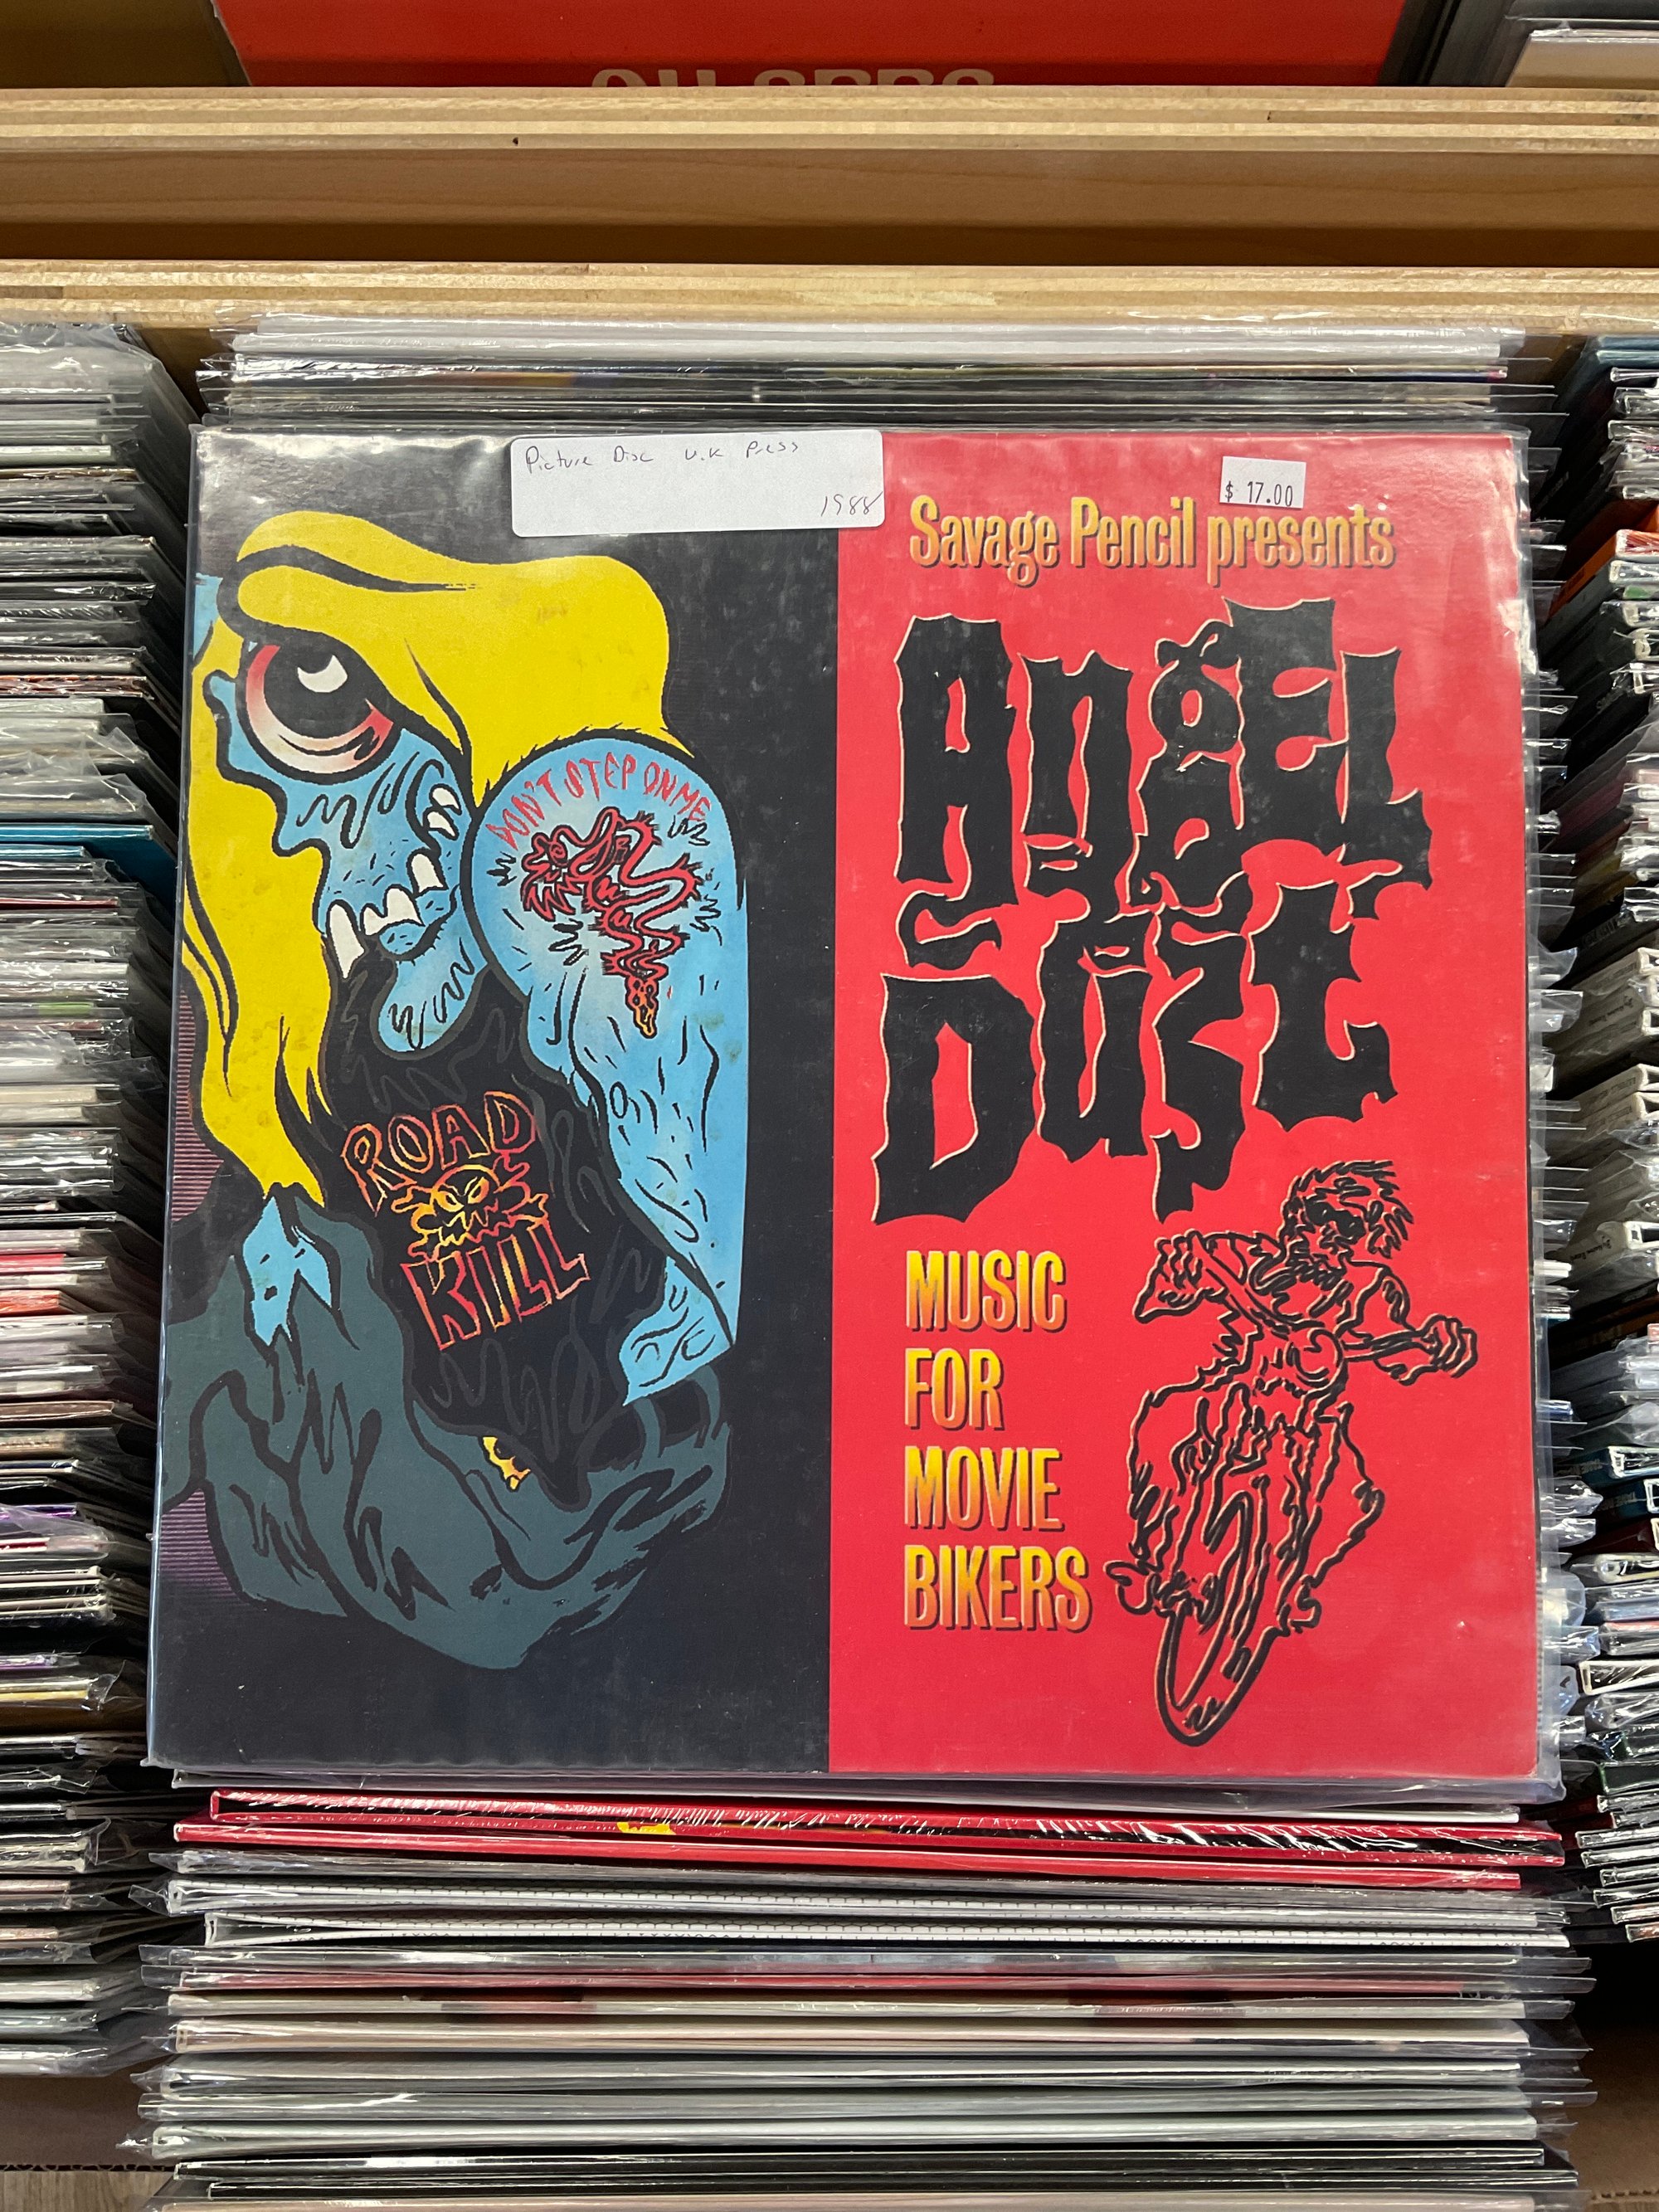 Picture Disc U.K Press
1988
$ 17.00
Savage Pencil presents
ANGEL
DUST
MUSIC
FOR
MOVIE
BIKERS
DON'T STEP ON ME
ROAD
KILL